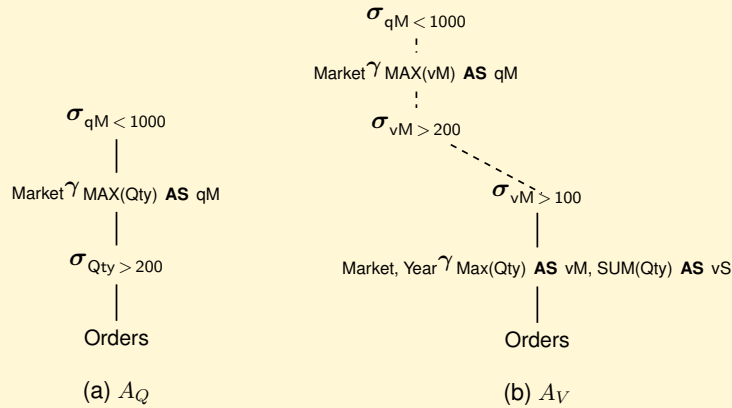 σ qM < 1000
Market γ MAX(Qty) AS qM
σ Qty > 200
Orders
(a) A_Q
σ qM < 1000
Market γ MAX(vM) AS qM
σ vM > 200
σ vM > 100
Market, Year γ Max(Qty) AS vM, SUM(Qty) AS vS
Orders
(b) A_V